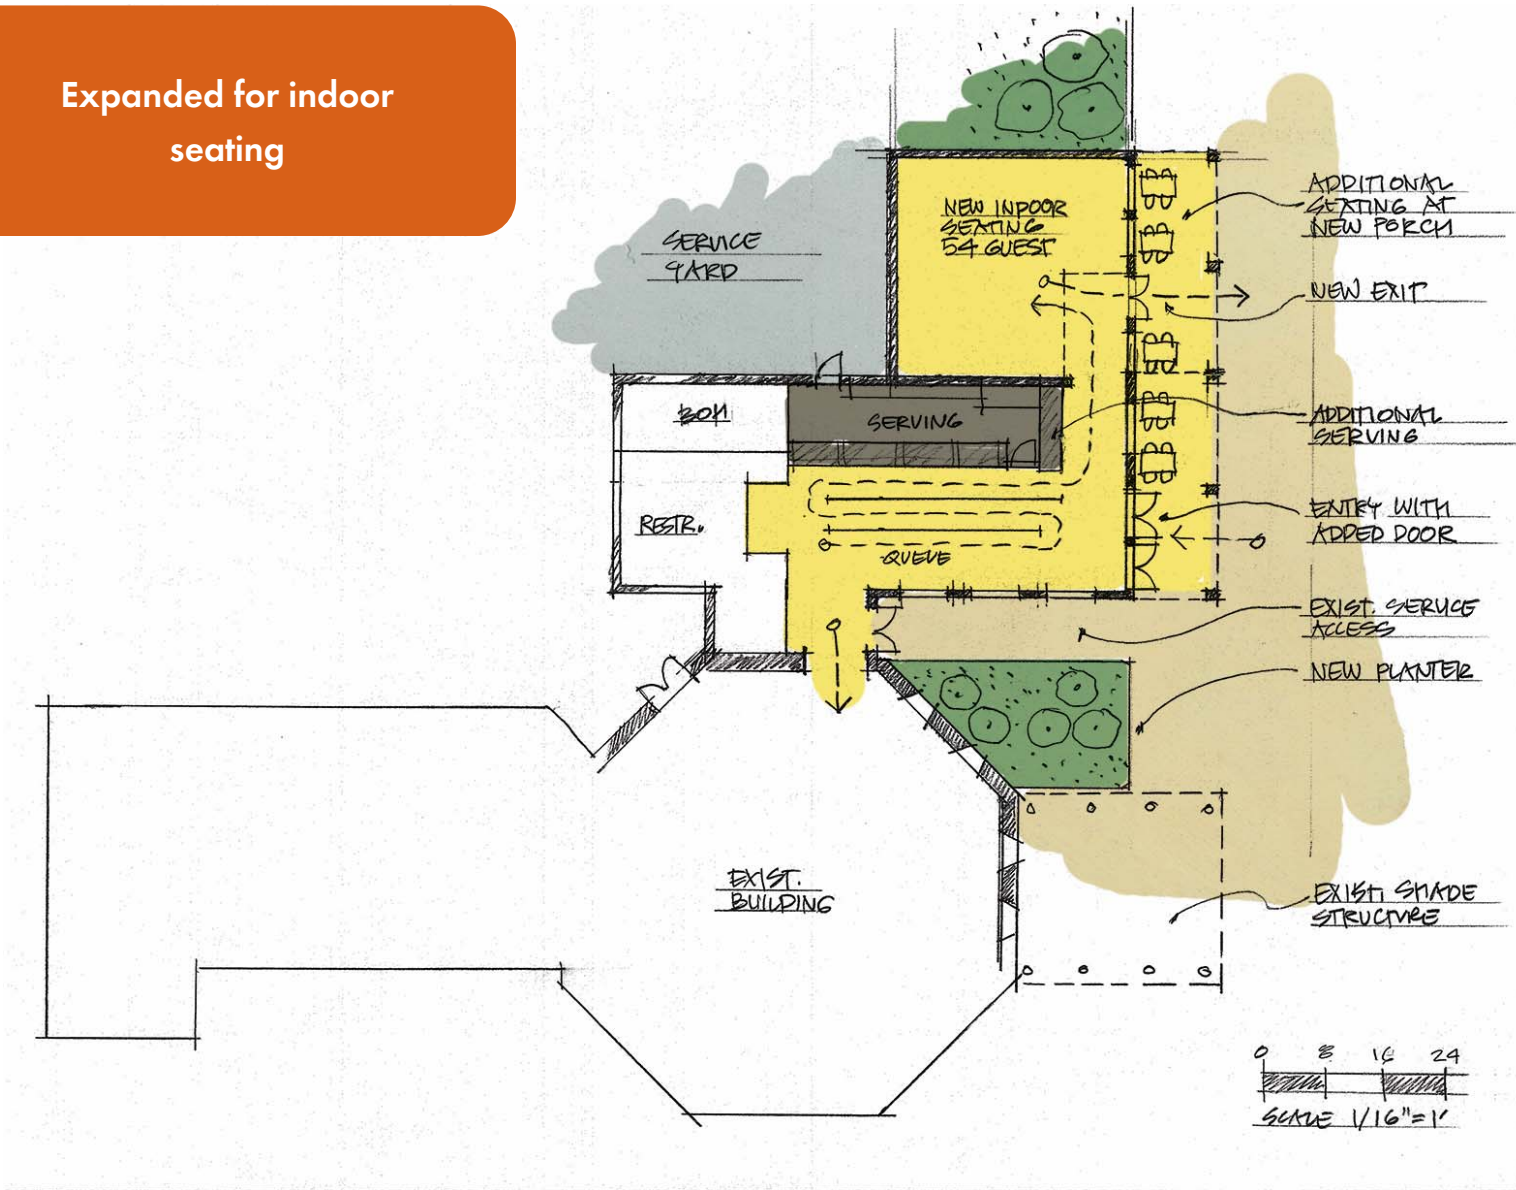 Expanded for indoor
seating
SERVICE
YARD
NEW INDOOR
SEATING
54 GUEST
ADDITIONAL
SEATING AT
NEW PORCH
NEW EXIT
BOH
SERVING
ADDITIONAL
SERVING
RESTR.
QUEUE
ENTRY WITH
ADDED DOOR
EXIST. SERVICE
ACCESS
NEW PLANTER
EXIST.
BUILDING
EXIST. SHADE
STRUCTURE
0 8 16 24
SCALE 1/16"=1'